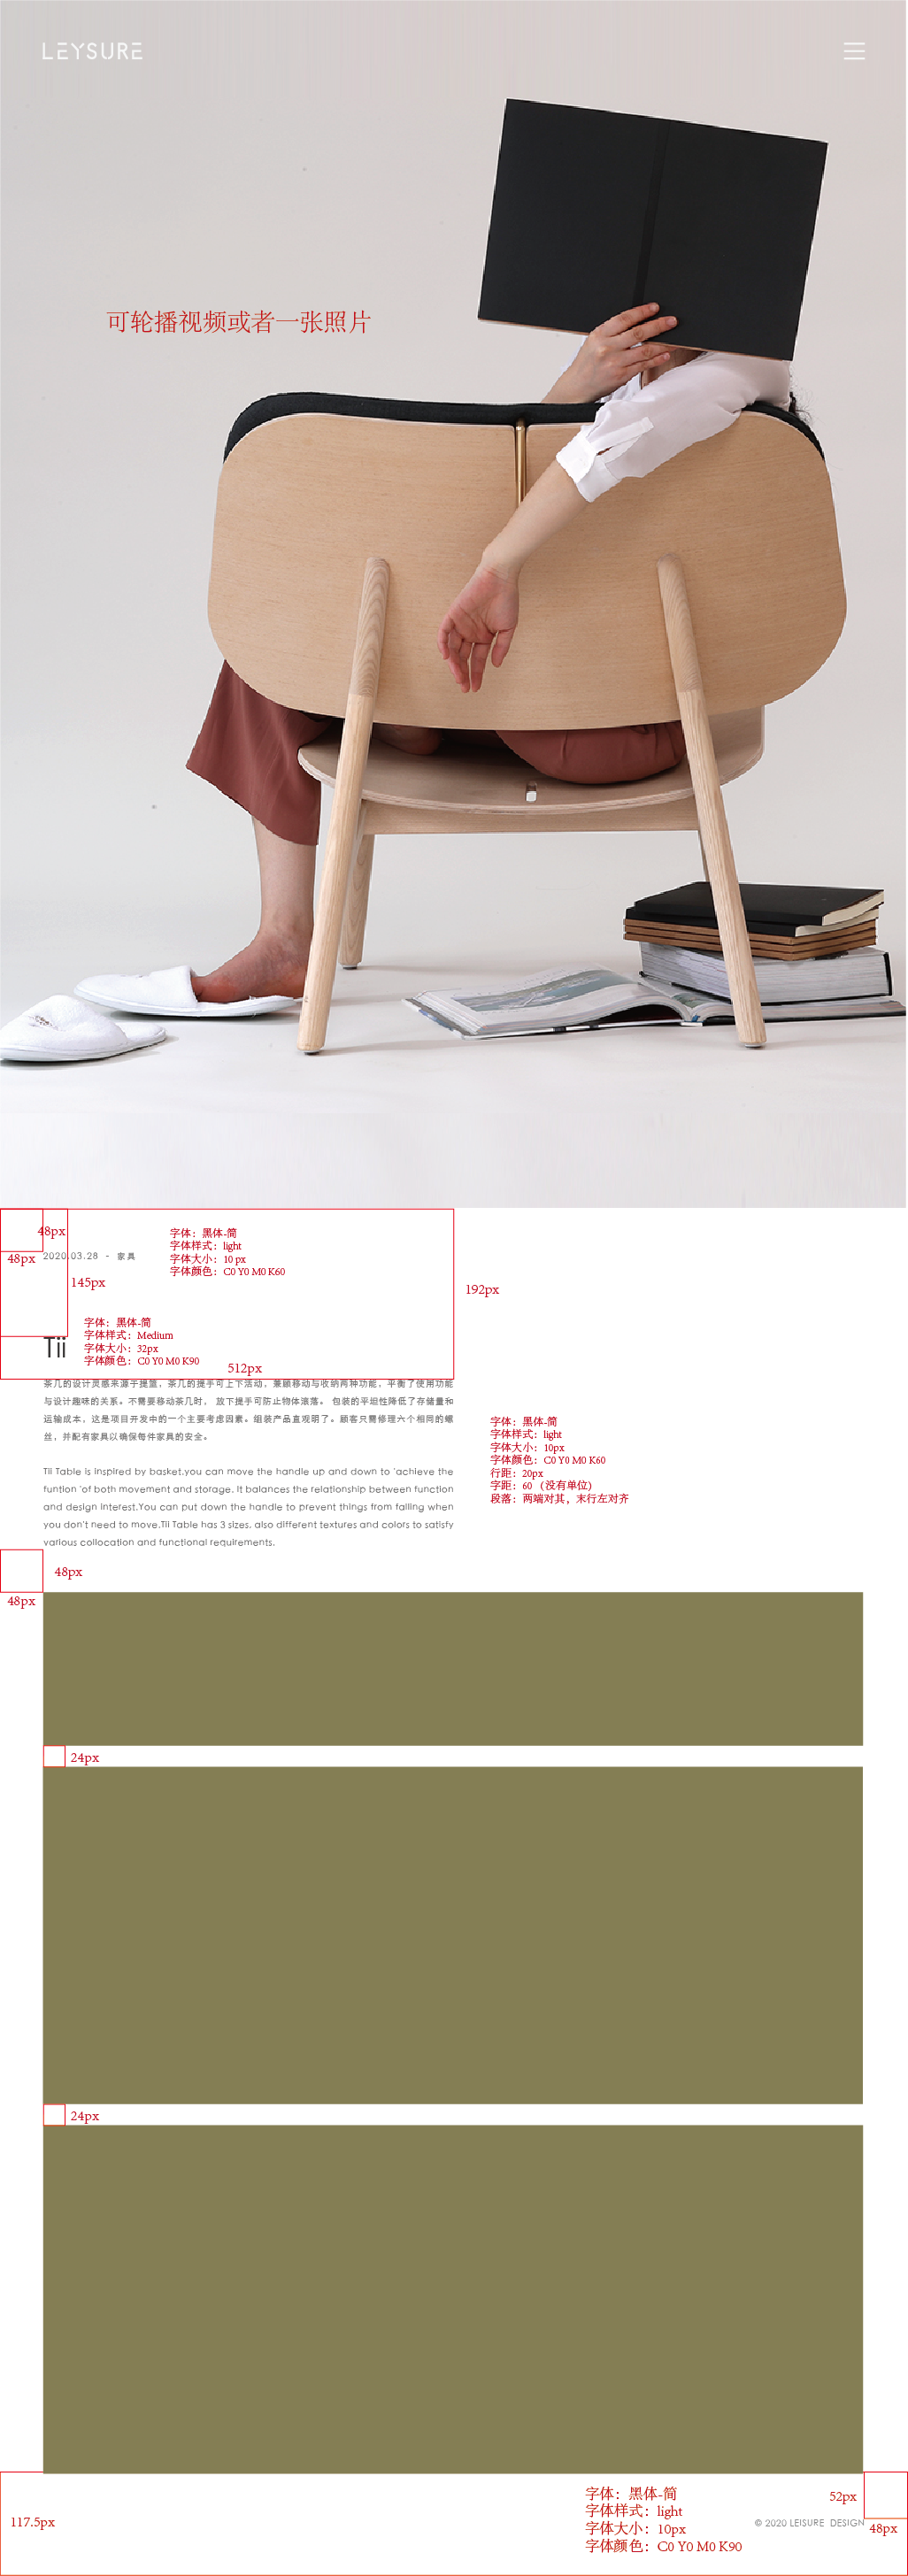 LEYSURE
可轮播视频或者一张照片
48px
48px
2020.03.28 - 家具
字体：黑体-简
字体样式：light
字体大小：10 px
字体颜色：C0 Y0 M0 K60
145px
192px
字体：黑体-简
字体样式：Medium
字体大小：32px
字体颜色：C0 Y0 M0 K90
Tii
512px
茶几的设计灵感来源于提篮，茶几的提手可上下活动，兼顾移动与收纳两种功能，平衡了使用功能
与设计趣味的关系。不需要移动茶几时， 放下提手可防止物体滚落。 包装的平坦性降低了存储量和
运输成本，这是项目开发中的一个主要考虑因素。组装产品直观明了。顾客只需修理六个相同的螺
丝，并配有家具以确保每件家具的安全。
字体：黑体-简
字体样式：light
字体大小：10px
字体颜色：C0 Y0 M0 K60
行距：20px
字距：60 （没有单位）
段落：两端对其，末行左对齐
Tii Table is inspired by basket,you can move the handle up and down to 'achieve the
funtion 'of both movement and storage. It balances the relationship between function
and design interest.You can put down the handle to prevent things from falling when
you don't need to move.Tii Table has 3 sizes, also different textures and colors to satisfy
various collocation and functional requirements.
48px
48px
24px
24px
字体：黑体-简
字体样式：light
字体大小：10px
字体颜色：C0 Y0 M0 K90
52px
117.5px
© 2020 LEISURE DESIGN
48px